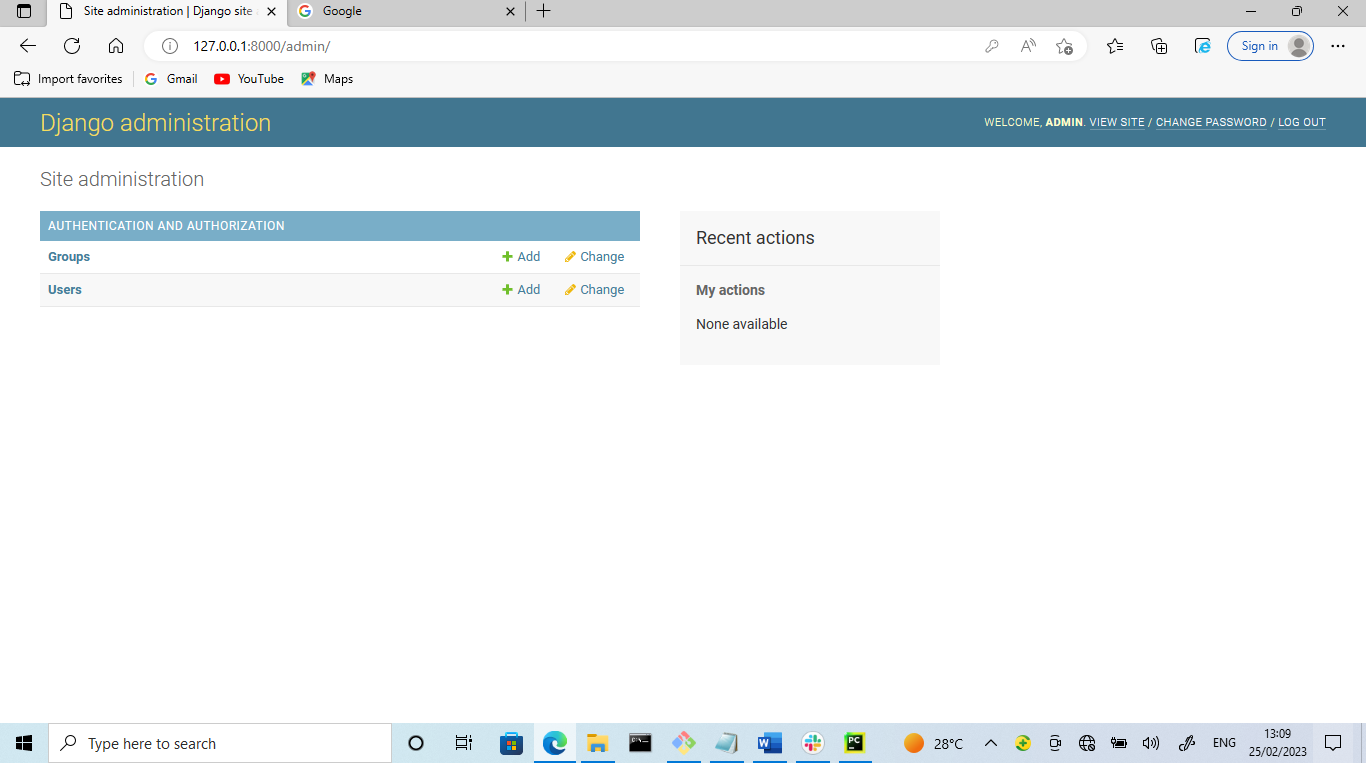 Site administration | Django site
Google
127.0.0.1:8000/admin/
Sign in
Import favorites
Gmail
YouTube
Maps
Django administration
WELCOME, ADMIN. VIEW SITE / CHANGE PASSWORD / LOG OUT
Site administration
AUTHENTICATION AND AUTHORIZATION
Groups Add Change
Users Add Change
Recent actions
My actions
None available
Type here to search
28°C
ENG
13:09
25/02/2023